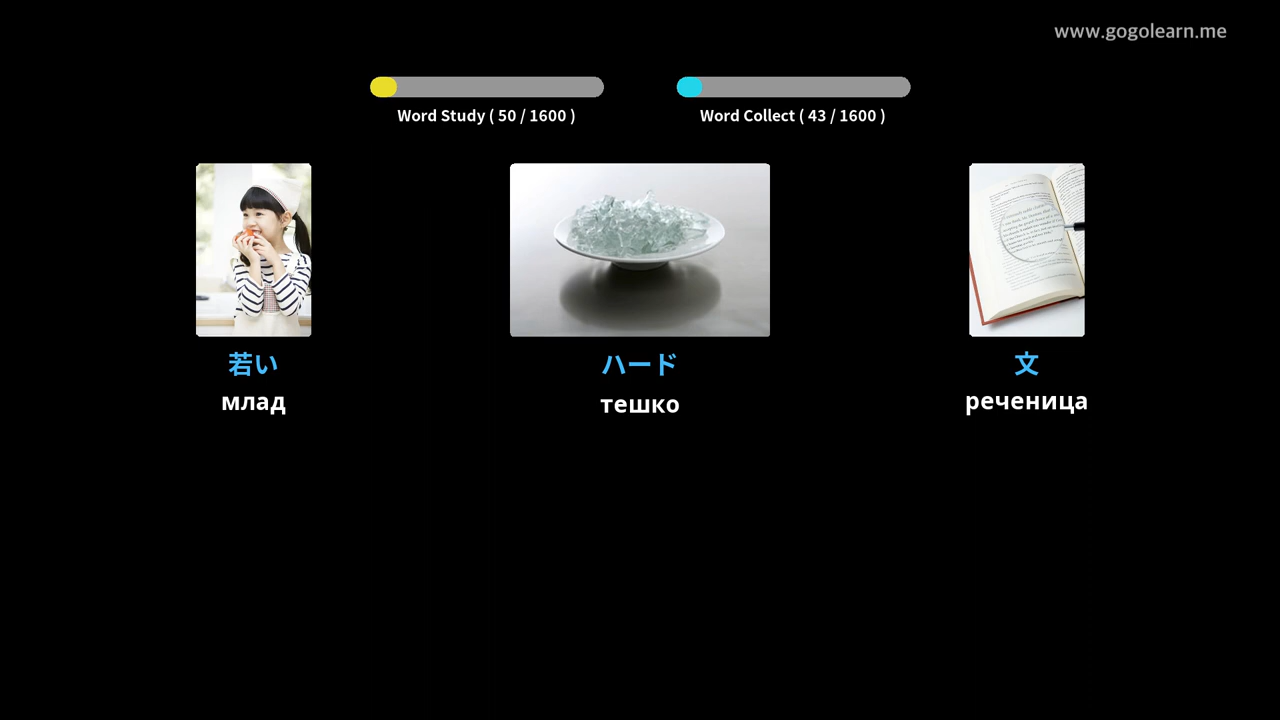 www.gogolearn.me
Word Study ( 50 / 1600 )
Word Collect ( 43 / 1600 )
若い
млад
ハード
тешко
文
реченица